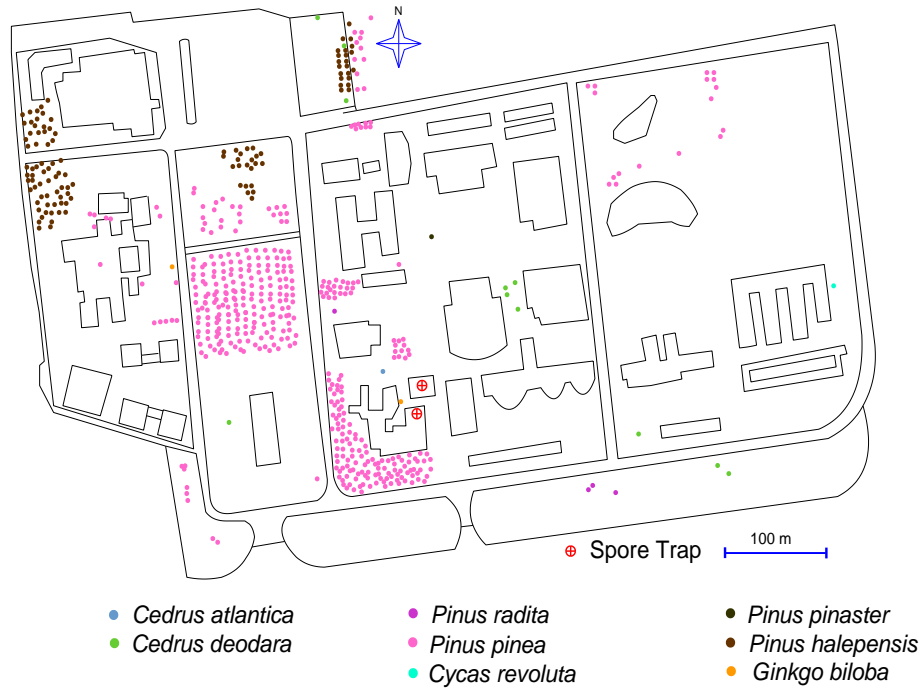 N
Spore Trap
100 m
Cedrus atlantica
Cedrus deodara
Pinus radita
Pinus pinea
Cycas revoluta
Pinus pinaster
Pinus halepensis
Ginkgo biloba